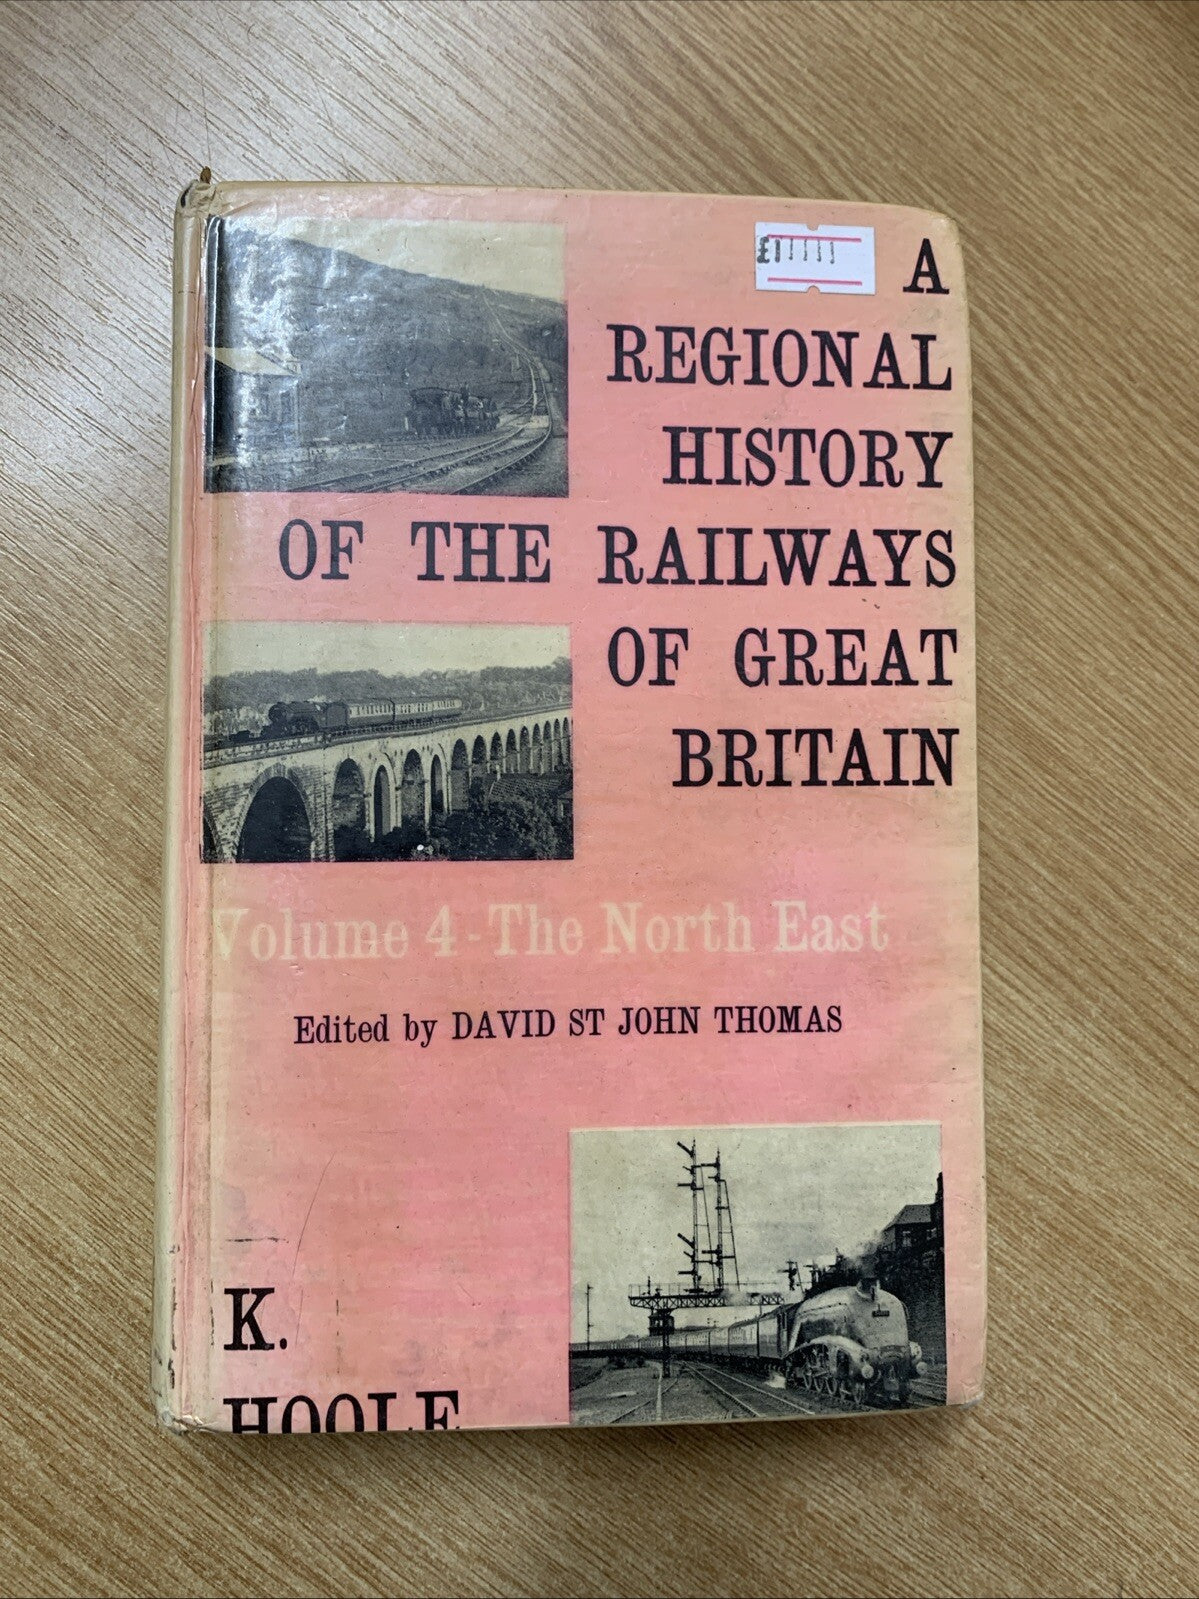 £1
A
REGIONAL
HISTORY
OF THE RAILWAYS
OF GREAT
BRITAIN
Volume 4 - The North East
Edited by DAVID ST JOHN THOMAS
K.
HOOLE